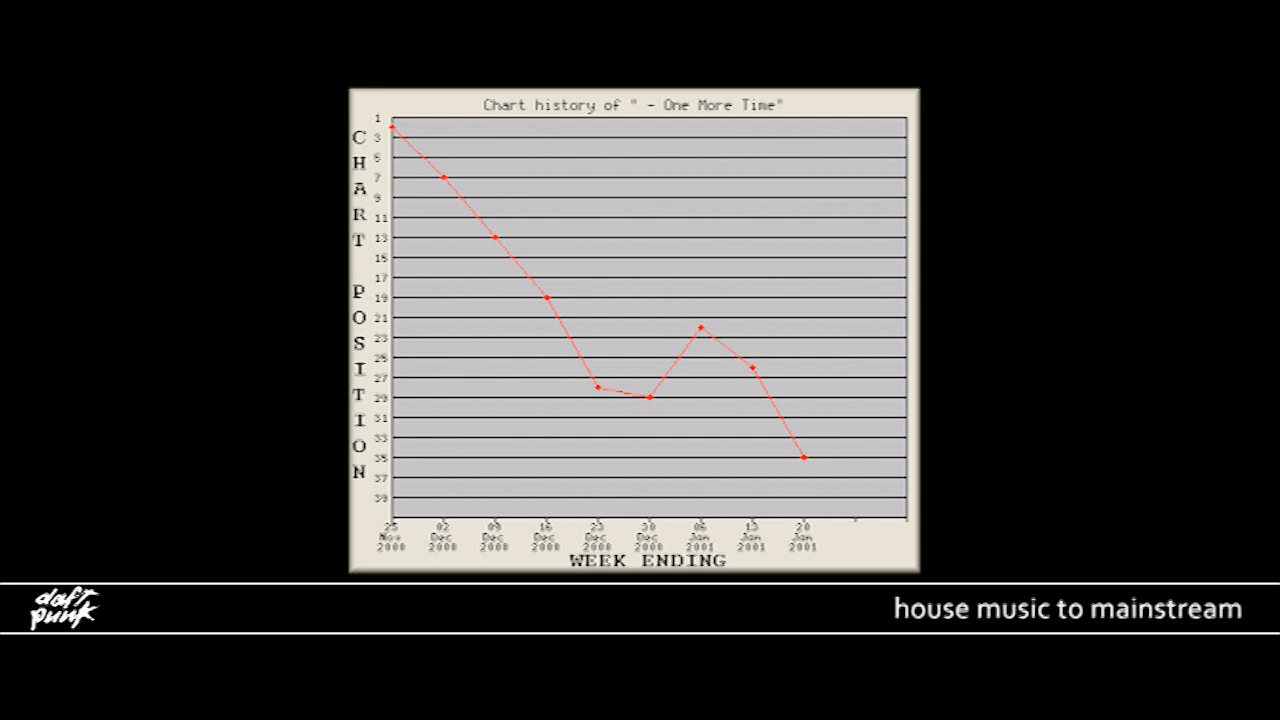 Chart history of " - One More Time"
CHART POSITION
1
3
5
7
9
11
13
15
17
19
21
23
25
27
29
31
33
35
37
39
25 Nov 2000
02 Dec 2000
09 Dec 2000
16 Dec 2000
23 Dec 2000
30 Dec 2000
06 Jan 2001
13 Jan 2001
20 Jan 2001
WEEK ENDING
daft punk
house music to mainstream